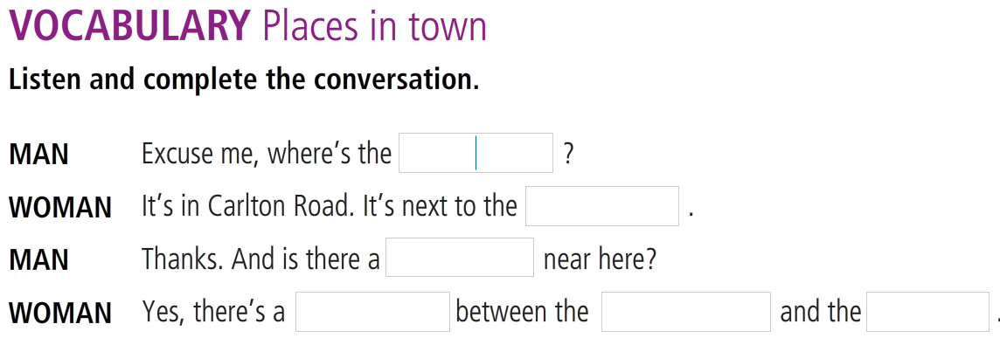 VOCABULARY Places in town
Listen and complete the conversation.
MAN Excuse me, where's the ?
WOMAN It's in Carlton Road. It's next to the .
MAN Thanks. And is there a near here?
WOMAN Yes, there's a between the and the .